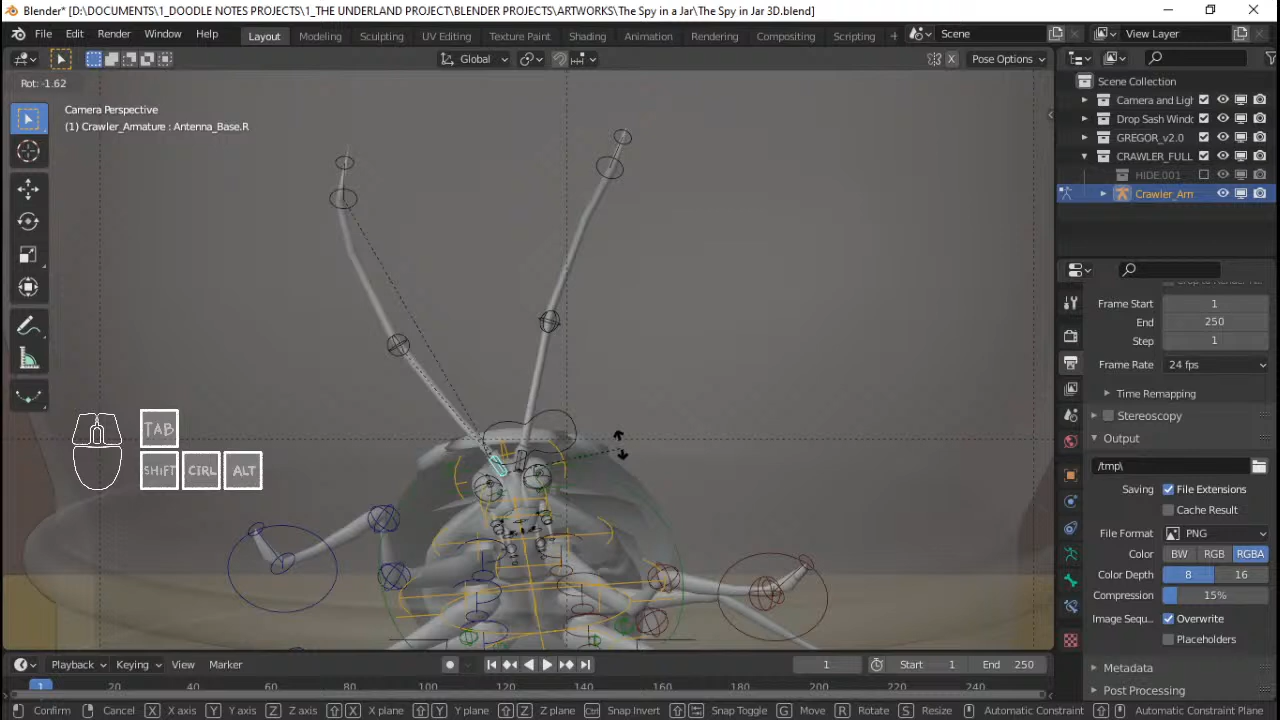 Blender* [D:\DOCUMENTS\1_DOODLE NOTES PROJECTS\1_THE UNDERLAND PROJECT\BLENDER PROJECTS\ARTWORKS\The Spy in a Jar\The Spy in Jar 3D.blend]
File Edit Render Window Help Layout Modeling Sculpting UV Editing Texture Paint Shading Animation Rendering Compositing Scripting + Scene View Layer
Global X Pose Options
Rot: -1.62
Camera Perspective
(1) Crawler_Armature : Antenna_Base.R
Scene Collection
Camera and Ligh
Drop Sash Windo
GREGOR_v2.0
CRAWLER_FULL
HIDE.001
Crawler_Arm
Frame Start 1
End 250
Step 1
Frame Rate 24 fps
Time Remapping
Stereoscopy
Output
/tmp\
Saving File Extensions
Cache Result
File Format PNG
Color BW RGB RGBA
Color Depth 8 16
Compression 15%
Image Sequ... Overwrite
Placeholders
Metadata
Post Processing
TAB
SHIFT CTRL ALT
Playback Keying View Marker 1 Start 1 End 250
1 20 40 60 80 100 120 140 160 180 200 220 240
Confirm Cancel X X axis Y Y axis Z Z axis X X plane Y Y plane Z Z plane Ctrl Snap Invert Snap Toggle G Move R Rotate S Resize Automatic Constraint Automatic Constraint Plane